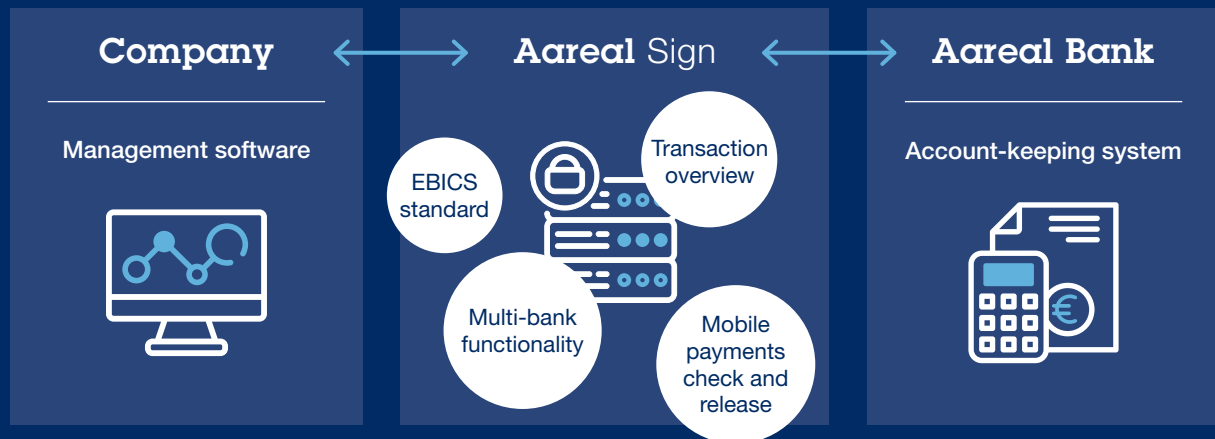 Company
Aareal Sign
Aareal Bank
Management software
EBICS
standard
Transaction
overview
Multi-bank
functionality
Mobile
payments
check and
release
Account-keeping system
€